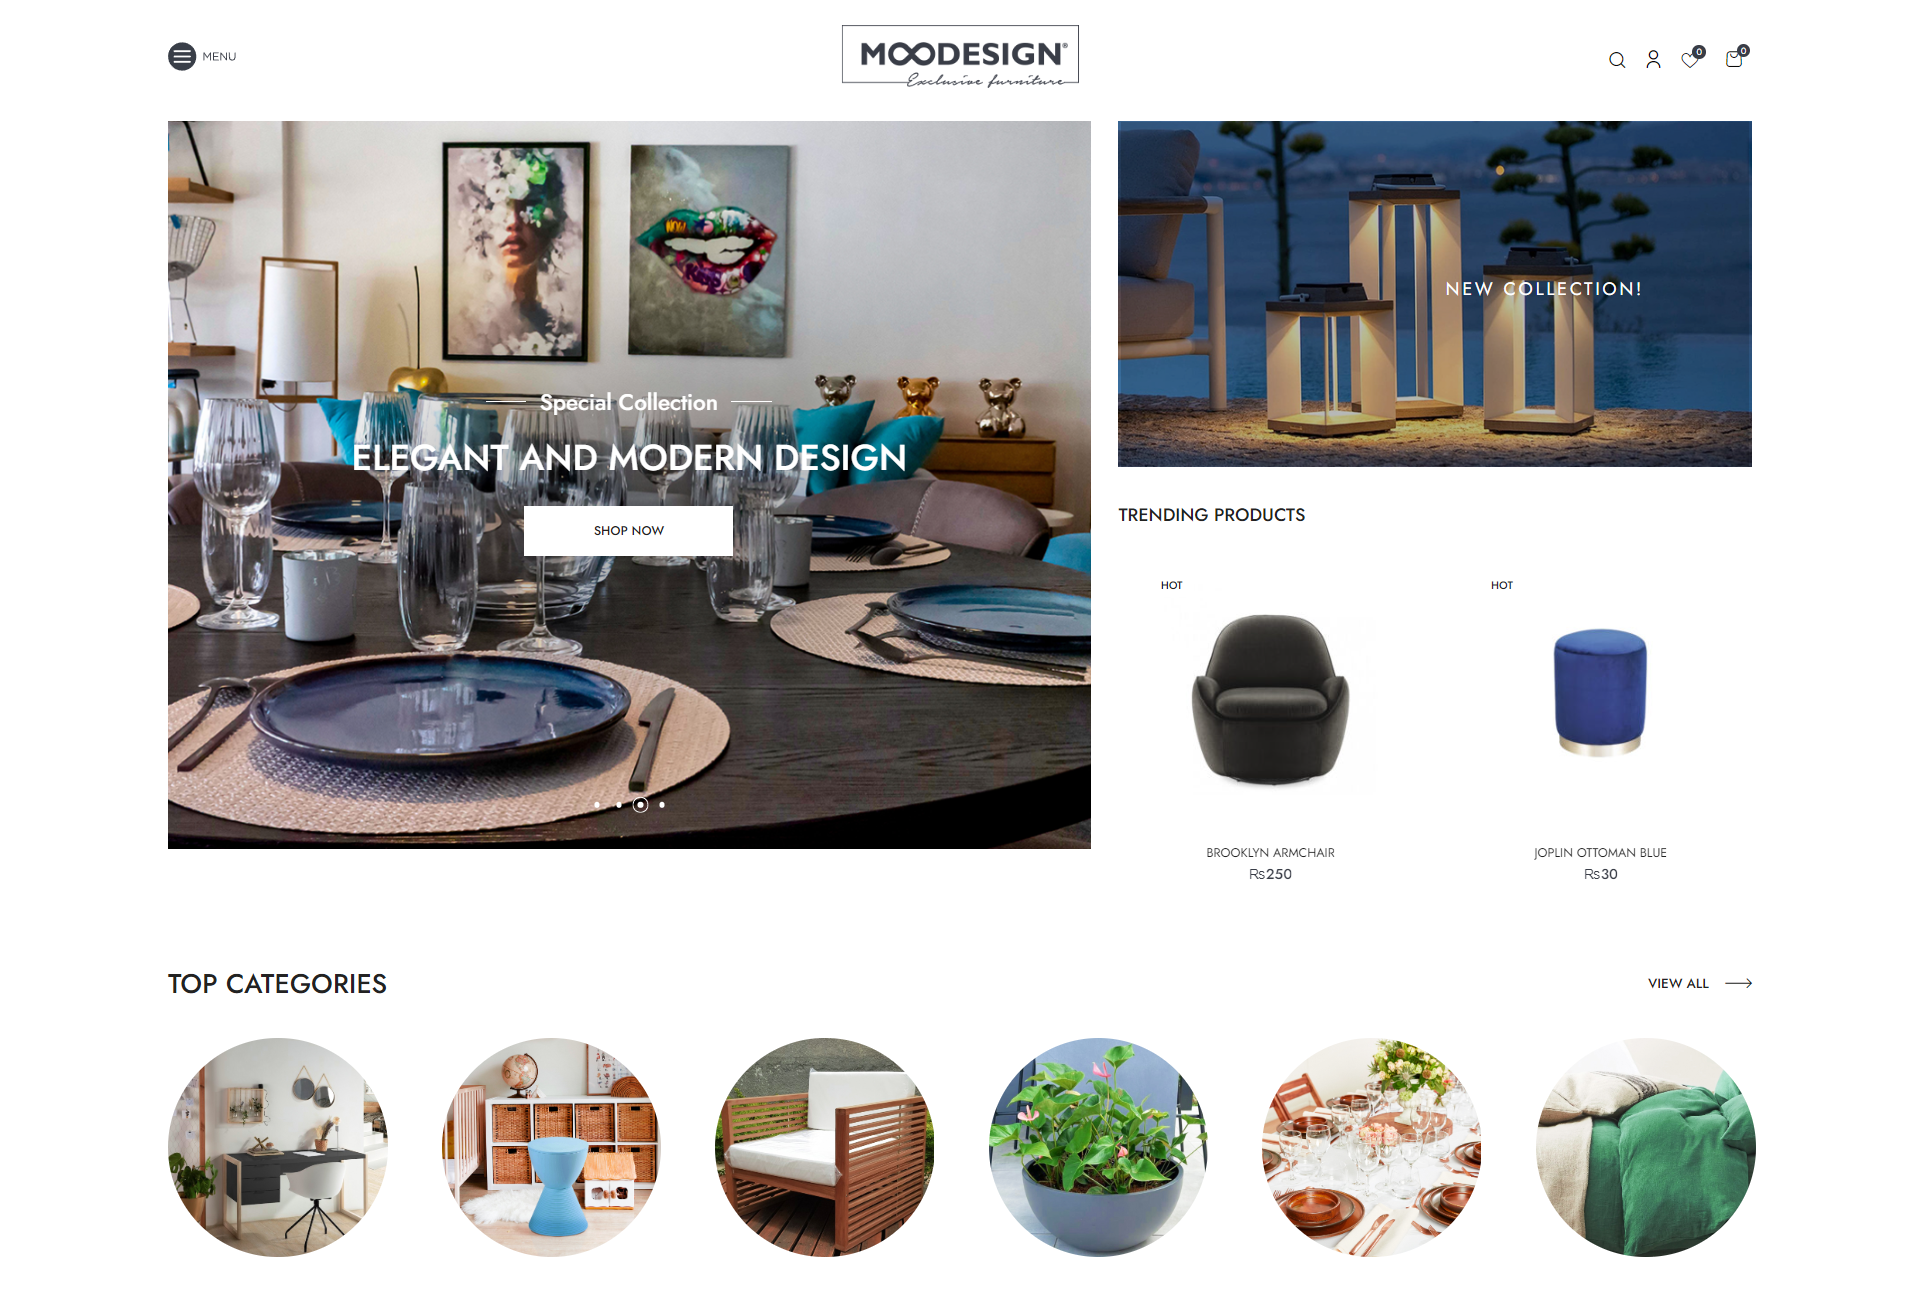 MENU
MOODESIGN®
Exclusive furniture
0
0
NOW
Special Collection
ELEGANT AND MODERN DESIGN
SHOP NOW
NEW COLLECTION!
TRENDING PRODUCTS
HOT
HOT
BROOKLYN ARMCHAIR
JOPLIN OTTOMAN BLUE
Rs250
Rs30
TOP CATEGORIES
VIEW ALL